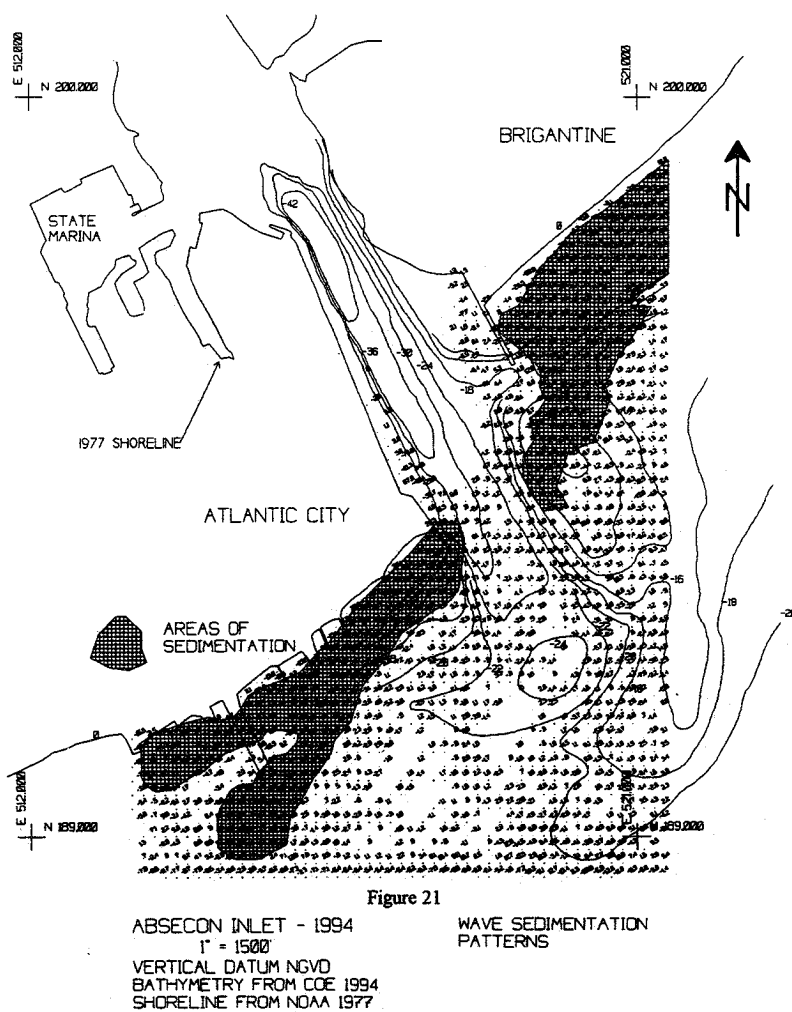 E 512.000
N 200.000
521.000
N 200.000
BRIGANTINE
N
0
-42
STATE
MARINA
-36
-30
-24
-18
1977 SHORELINE
ATLANTIC CITY
-16
-18
AREAS OF
SEDIMENTATION
-24
0
E 512.000
N 189.000
E 521.000
N 189.000
Figure 21
ABSECON INLET - 1994
1" = 1500'
VERTICAL DATUM NGVD
BATHYMETRY FROM COE 1994
SHORELINE FROM NOAA 1977
WAVE SEDIMENTATION
PATTERNS